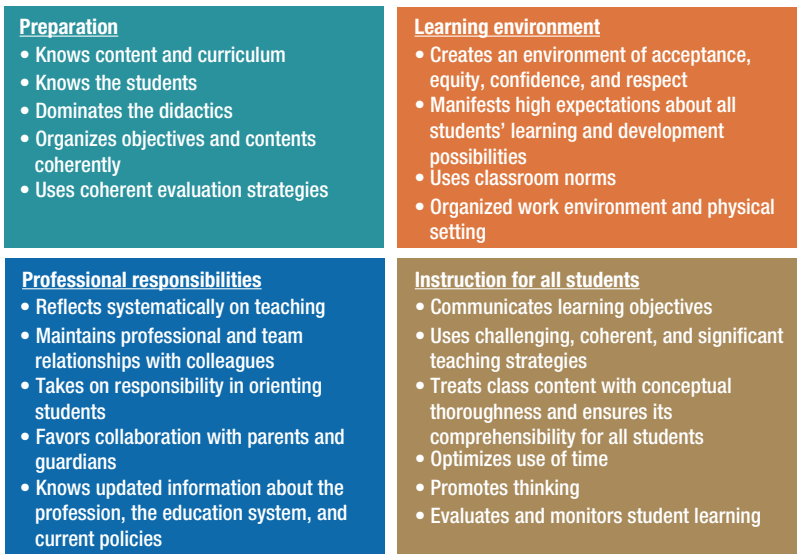 Preparation
• Knows content and curriculum
• Knows the students
• Dominates the didactics
• Organizes objectives and contents
coherently
• Uses coherent evaluation strategies
Learning environment
• Creates an environment of acceptance,
equity, confidence, and respect
• Manifests high expectations about all
students’ learning and development
possibilities
• Uses classroom norms
• Organized work environment and physical
setting
Professional responsibilities
• Reflects systematically on teaching
• Maintains professional and team
relationships with colleagues
• Takes on responsibility in orienting
students
• Favors collaboration with parents and
guardians
• Knows updated information about the
profession, the education system, and
current policies
Instruction for all students
• Communicates learning objectives
• Uses challenging, coherent, and significant
teaching strategies
• Treats class content with conceptual
thoroughness and ensures its
comprehensibility for all students
• Optimizes use of time
• Promotes thinking
• Evaluates and monitors student learning